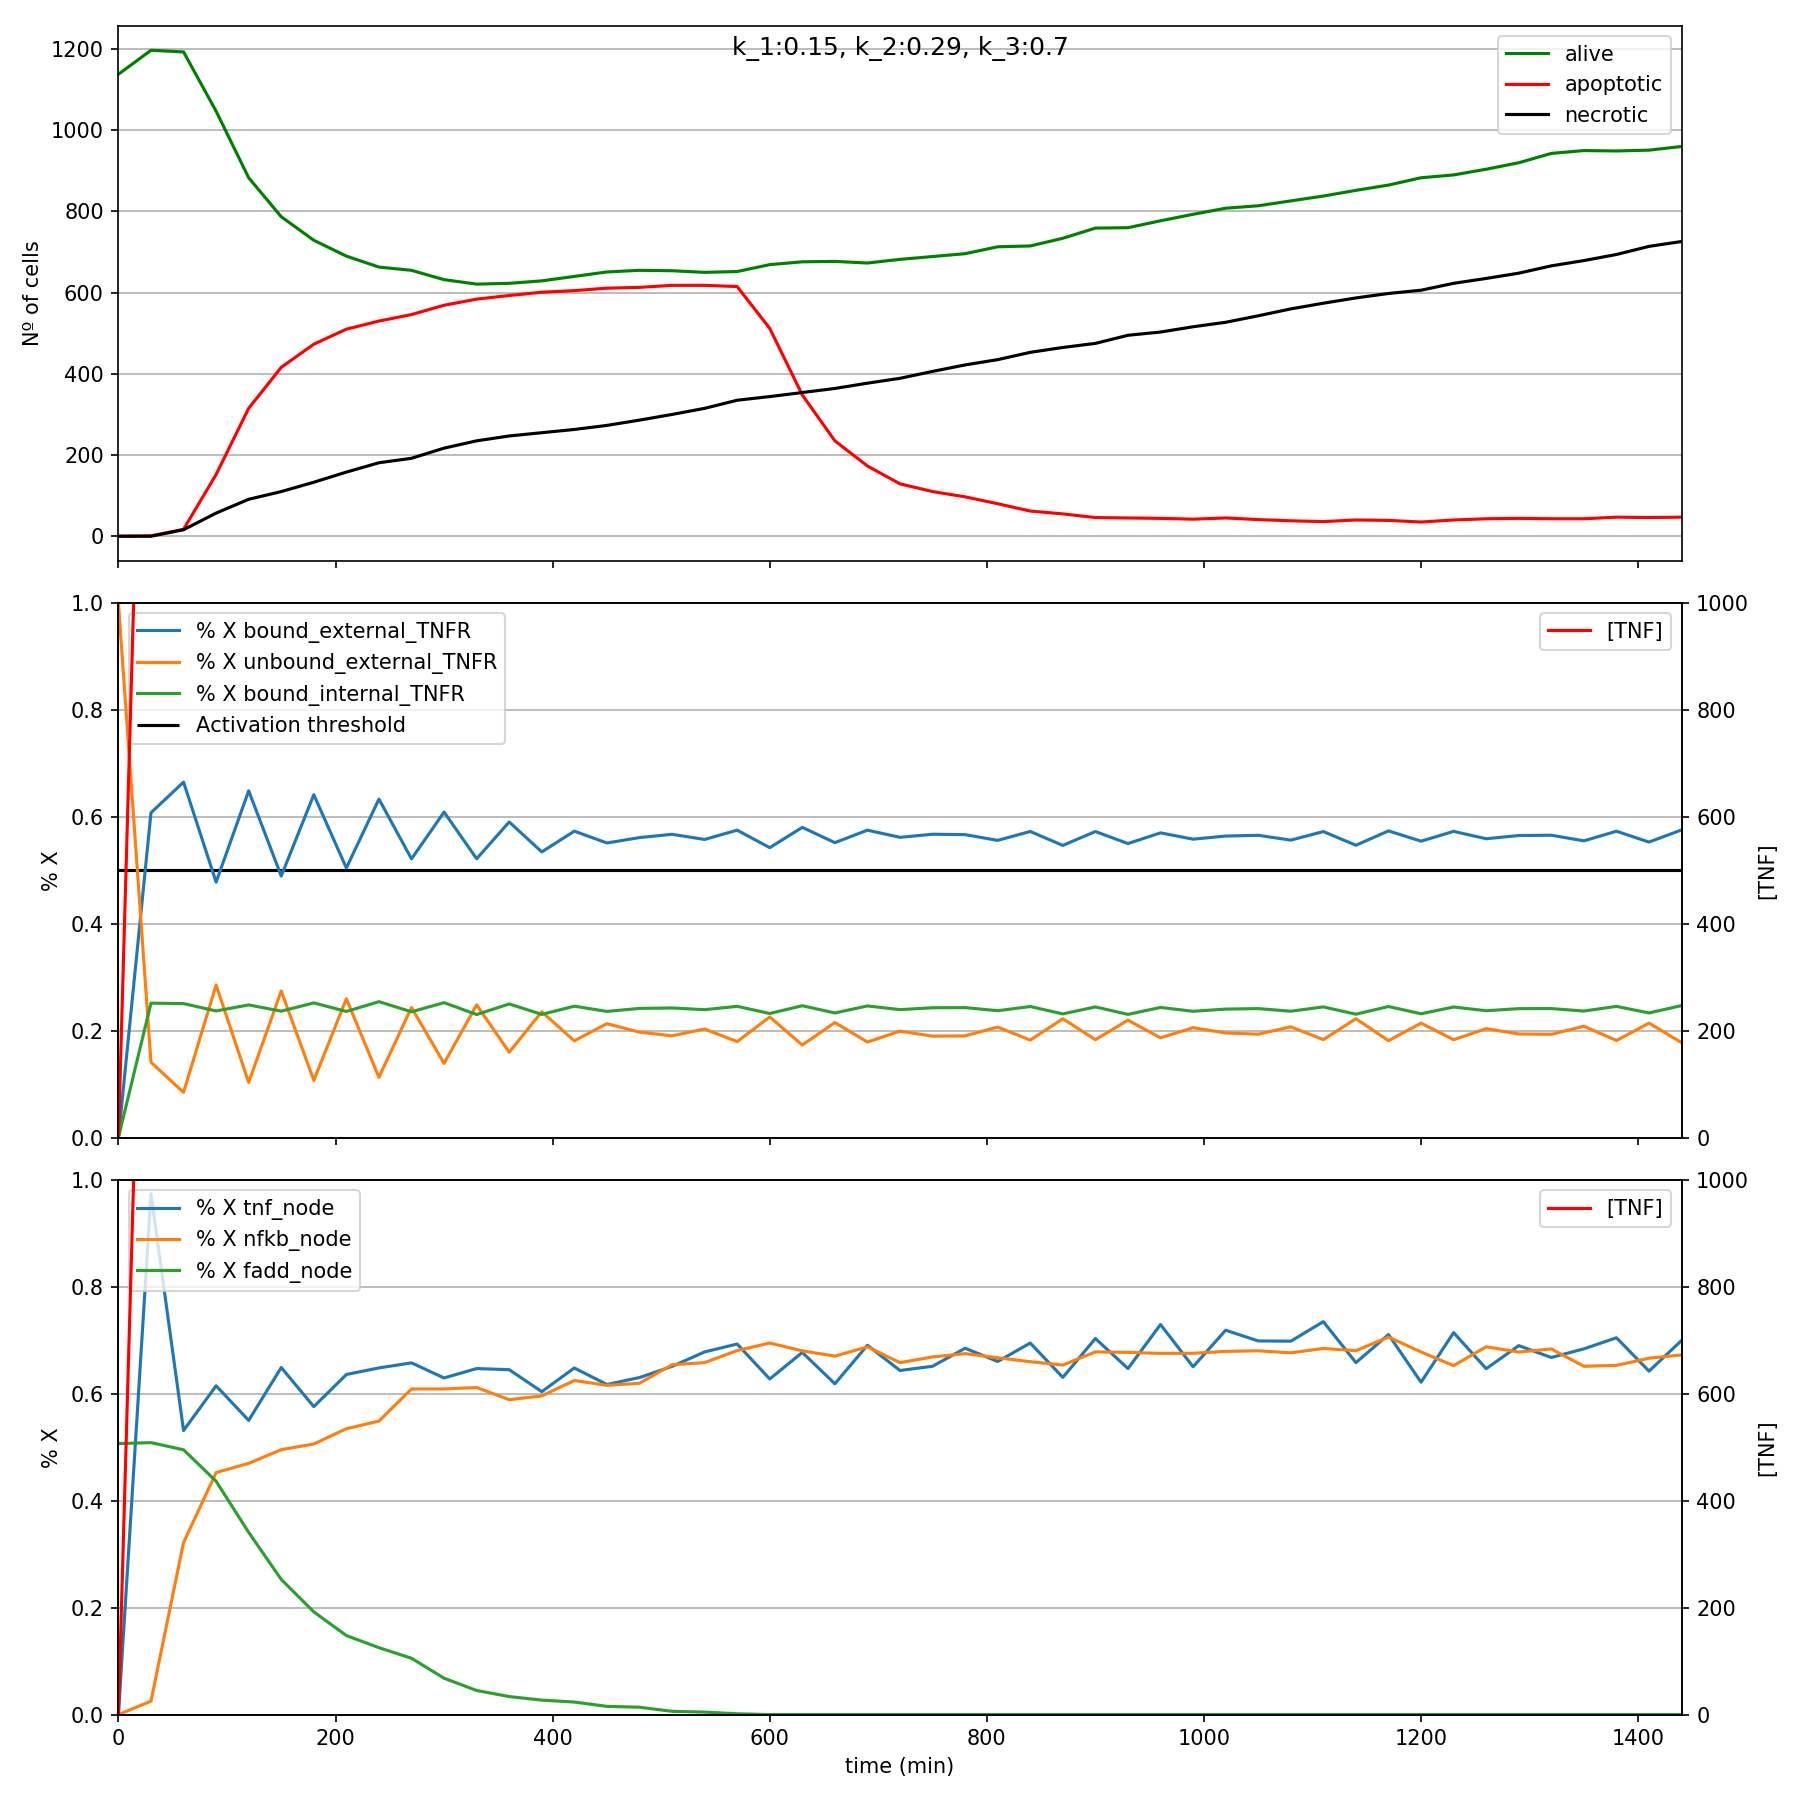 k_1:0.15, k_2:0.29, k_3:0.7
alive
apoptotic
necrotic
1200
1000
800
600
400
200
0
Nº of cells
% X bound_external_TNFR
% X unbound_external_TNFR
% X bound_internal_TNFR
Activation threshold
[TNF]
1.0
0.8
0.6
0.4
0.2
0.0
% X
1000
800
600
400
200
0
[TNF]
% X tnf_node
% X nfkb_node
% X fadd_node
[TNF]
1.0
0.8
0.6
0.4
0.2
0.0
% X
1000
800
600
400
200
0
[TNF]
0 200 400 600 800 1000 1200 1400
time (min)